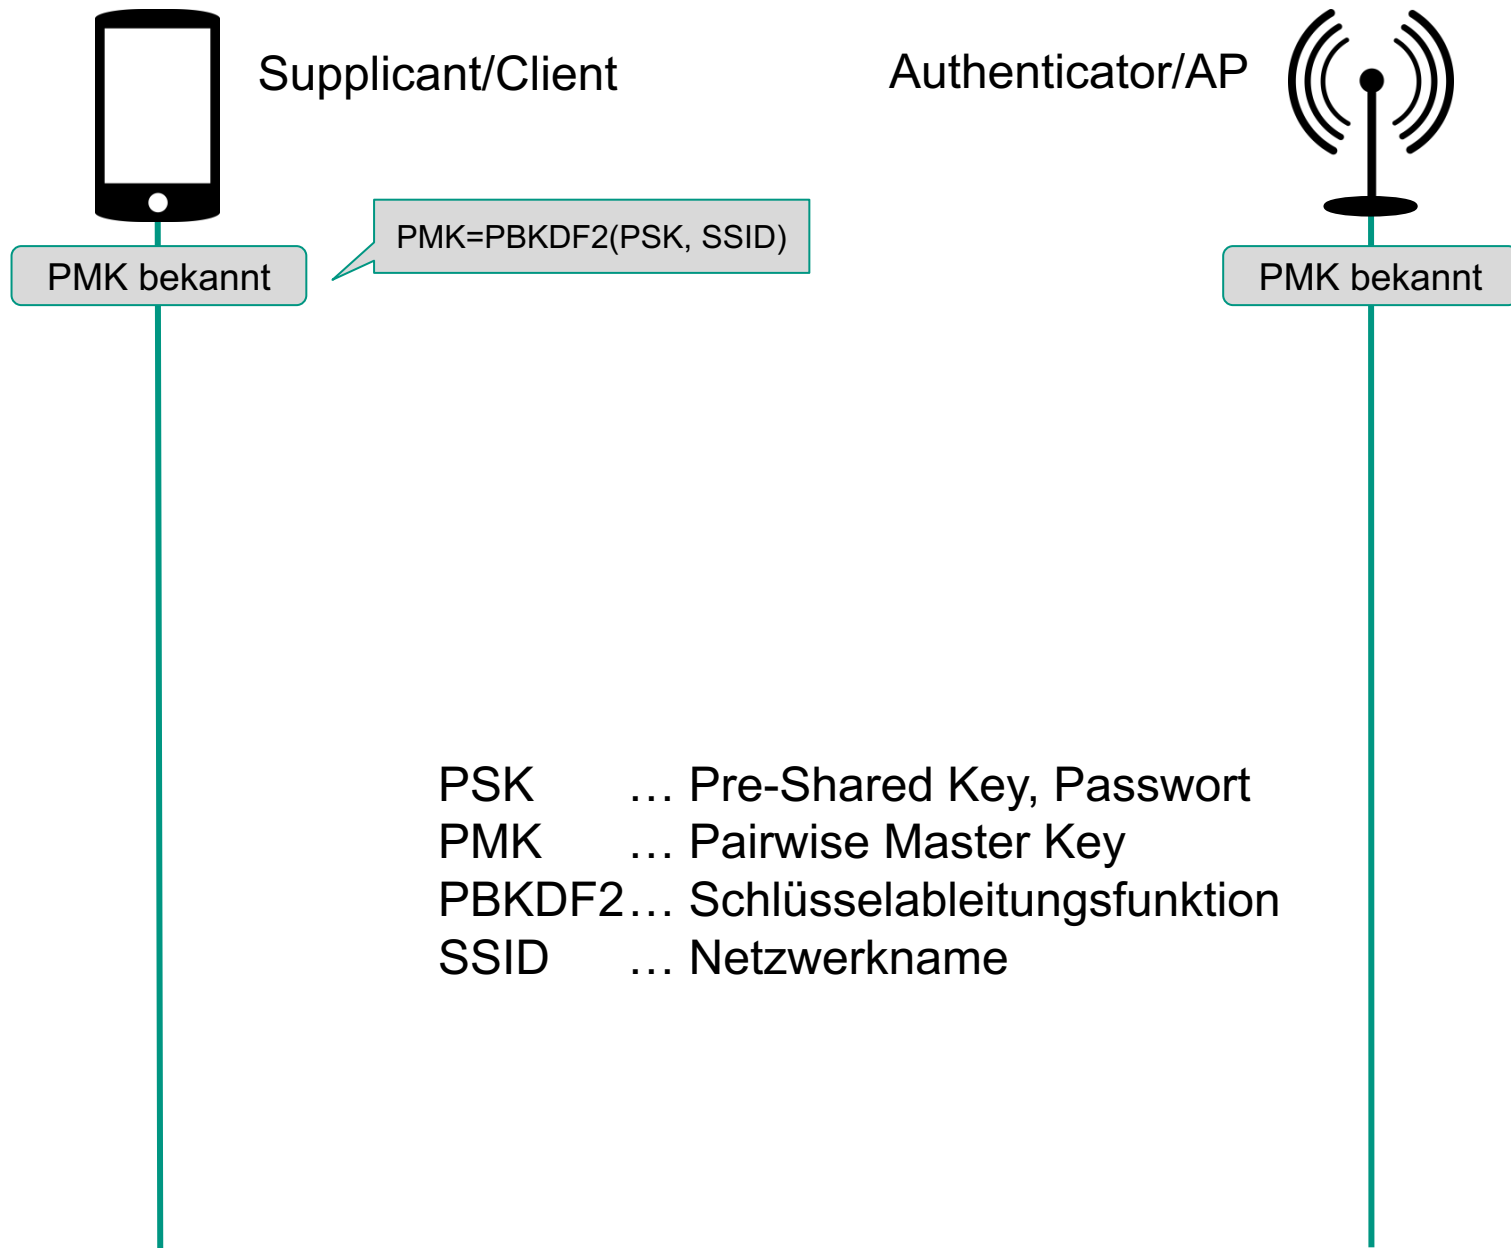 Supplicant/Client
Authenticator/AP
PMK=PBKDF2(PSK, SSID)
PMK bekannt
PMK bekannt
PSK … Pre-Shared Key, Passwort
PMK … Pairwise Master Key
PBKDF2… Schlüsselableitungsfunktion
SSID … Netzwerkname